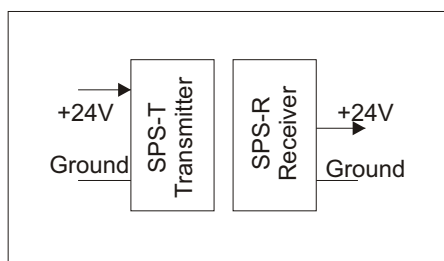 +24V
Ground
SPS-T
Transmitter
SPS-R
Receiver
+24V
Ground